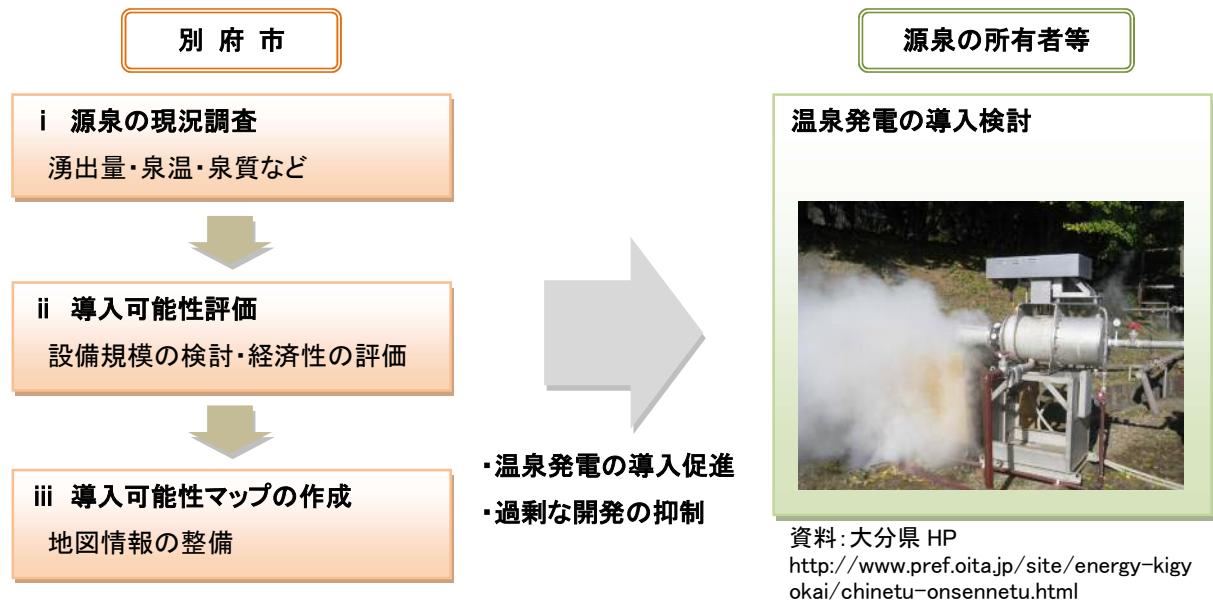 別 府 市
ⅰ 源泉の現況調査
湧出量・泉温・泉質など
ⅱ 導入可能性評価
設備規模の検討・経済性の評価
ⅲ 導入可能性マップの作成
地図情報の整備
・温泉発電の導入促進
・過剰な開発の抑制
源泉の所有者等
温泉発電の導入検討
資料：大分県 HP
http://www.pref.oita.jp/site/energy-kigy
okai/chinetu-onsennetu.html